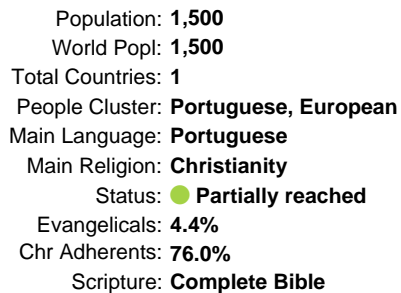 Population: 1,500
World Popl: 1,500
Total Countries: 1
People Cluster: Portuguese, European
Main Language: Portuguese
Main Religion: Christianity
Status: Partially reached
Evangelicals: 4.4%
Chr Adherents: 76.0%
Scripture: Complete Bible